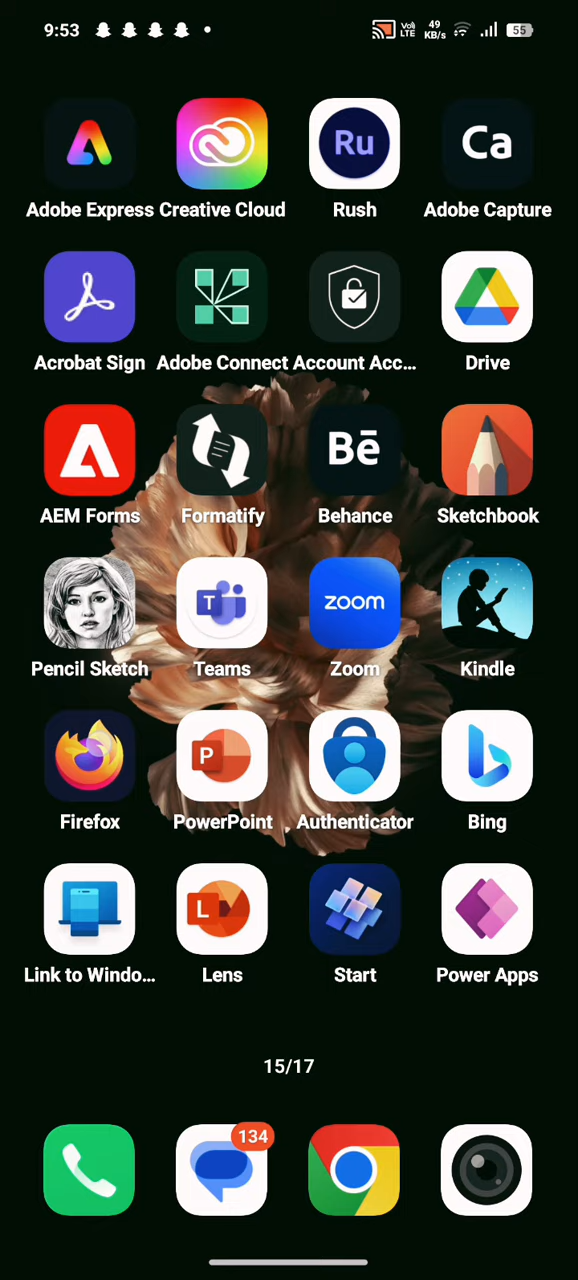 9:53 Vo) LTE 49 KB/s 55
Ru Ca
Adobe Express Creative Cloud Rush Adobe Capture
Acrobat Sign Adobe Connect Account Acc... Drive
Bē
AEM Forms Formatify Behance Sketchbook
T zoom
Pencil Sketch Teams Zoom Kindle
P
Firefox PowerPoint Authenticator Bing
L
Link to Windo... Lens Start Power Apps
15/17
134